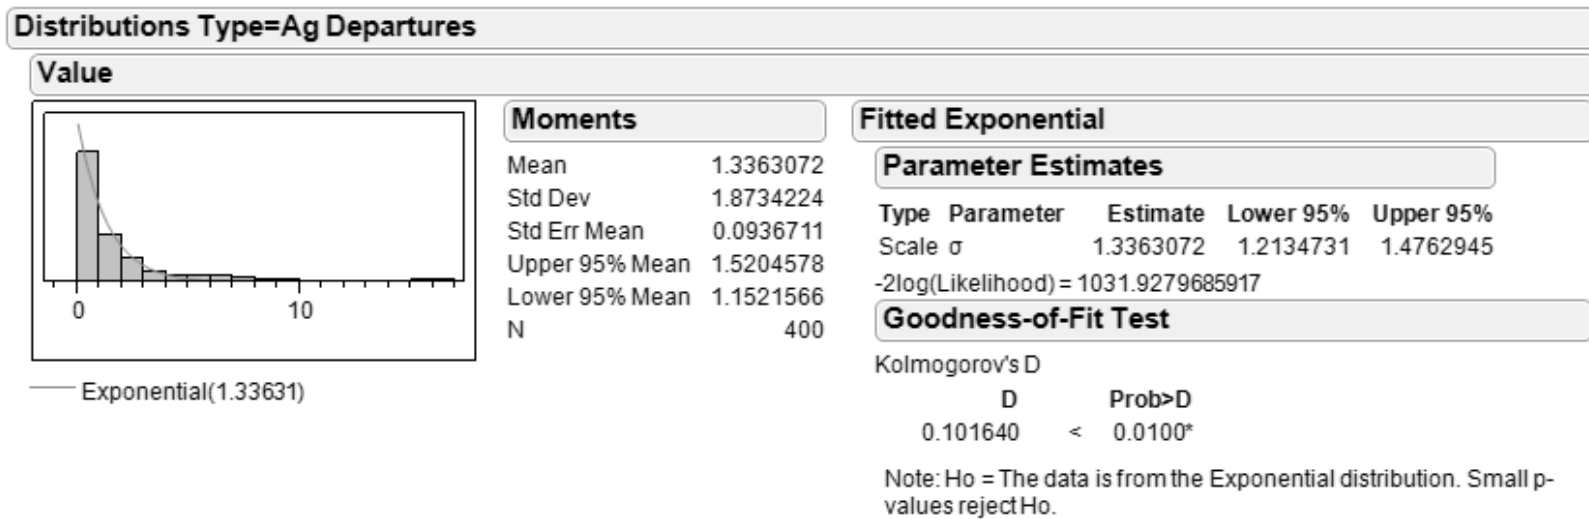 Distributions Type=Ag Departures
Value
0 10
Exponential(1.33631)
Moments
Mean 1.3363072
Std Dev 1.8734224
Std Err Mean 0.0936711
Upper 95% Mean 1.5204578
Lower 95% Mean 1.1521566
N 400
Fitted Exponential
Parameter Estimates
Type Parameter Estimate Lower 95% Upper 95%
Scale σ 1.3363072 1.2134731 1.4762945
-2log(Likelihood) = 1031.9279685917
Goodness-of-Fit Test
Kolmogorov's D
D Prob>D
0.101640 < 0.0100*
Note: Ho = The data is from the Exponential distribution. Small p-
values reject Ho.